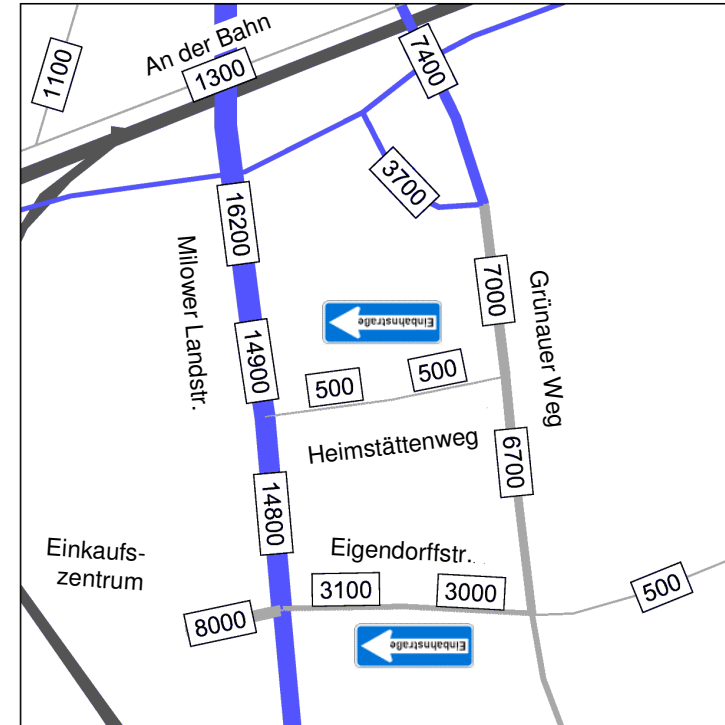 An der Bahn
1100
1300
7400
3700
16200
Milower Landstr.
7000
Grünauer Weg
Einbahnstraße
14900
500
500
Heimstättenweg
6700
14800
Einkaufs-
zentrum
Eigendorffstr.
3100
3000
500
8000
Einbahnstraße